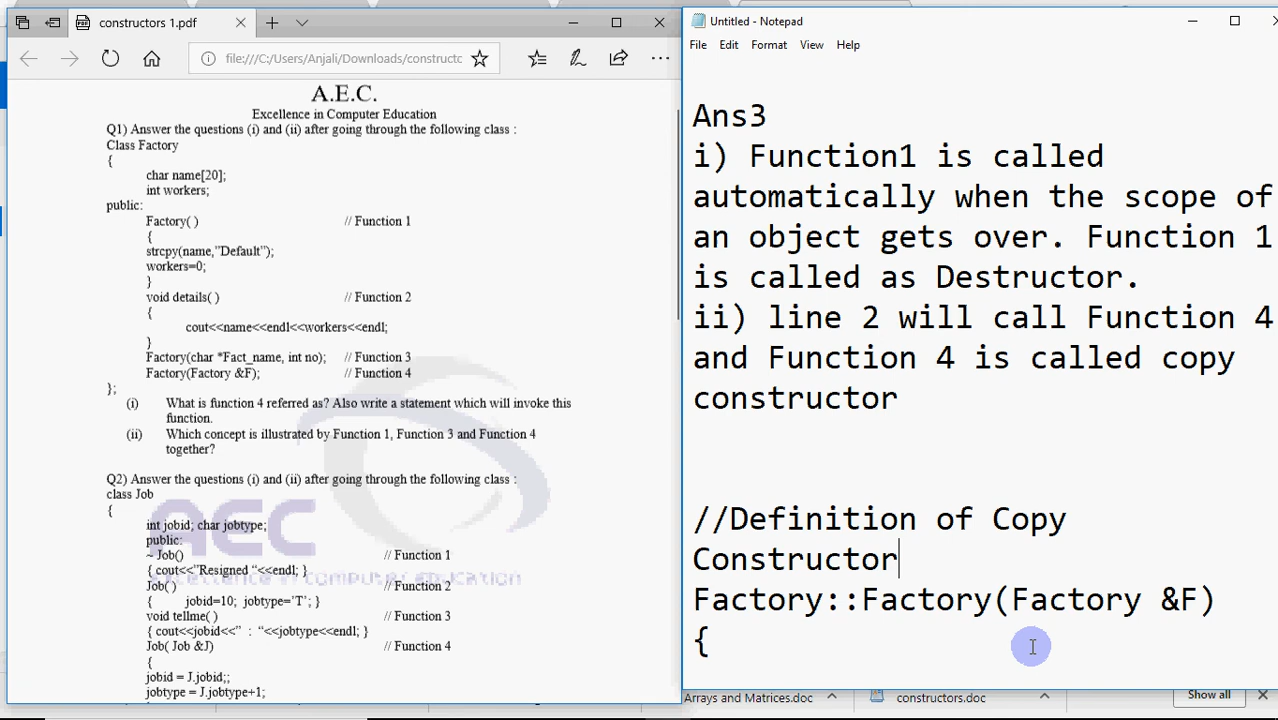 constructors 1.pdf
file:///C:/Users/Anjali/Downloads/constructc
A.E.C.
Excellence in Computer Education
Q1) Answer the questions (i) and (ii) after going through the following class :
Class Factory
{
char name[20];
int workers;
public:
Factory( ) // Function 1
{
strcpy(name,”Default”);
workers=0;
}
void details( ) // Function 2
{
cout<<name<<endl<<workers<<endl;
}
Factory(char *Fact_name, int no); // Function 3
Factory(Factory &F); // Function 4
};
(i) What is function 4 referred as? Also write a statement which will invoke this
function.
(ii) Which concept is illustrated by Function 1, Function 3 and Function 4
together?
Q2) Answer the questions (i) and (ii) after going through the following class :
class Job
{
int jobid; char jobtype;
public:
~ Job() // Function 1
{ cout<<”Resigned “<<endl; }
Job( ) // Function 2
{ jobid=10; jobtype=’T’; }
void tellme( ) // Function 3
{ cout<<jobid<<” : “<<jobtype<<endl; }
Job( Job &J) // Function 4
{
jobid = J.jobid;;
jobtype = J.jobtype+1;
AEC
Excellence in computer education
Untitled - Notepad
File Edit Format View Help
Ans3
i) Function1 is called
automatically when the scope of
an object gets over. Function 1
is called as Destructor.
ii) line 2 will call Function 4
and Function 4 is called copy
constructor
//Definition of Copy
Constructor
Factory::Factory(Factory &F)
{
Arrays and Matrices.doc
constructors.doc
Show all